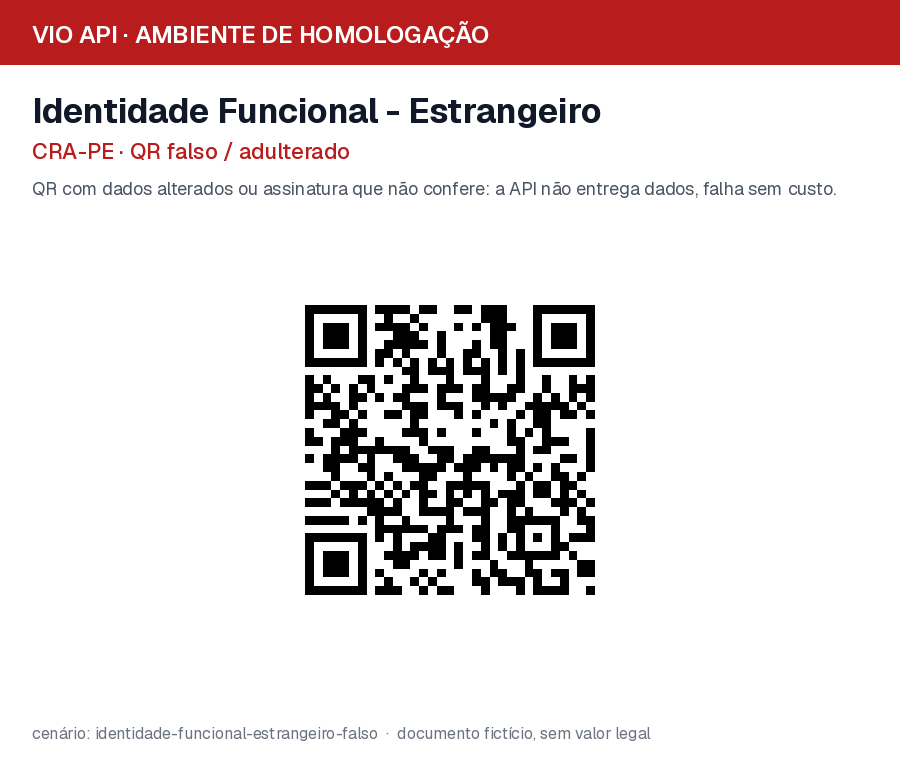 VIO API · AMBIENTE DE HOMOLOGAÇÃO
Identidade Funcional - Estrangeiro
CRA-PE · QR falso / adulterado
QR com dados alterados ou assinatura que não confere: a API não entrega dados, falha sem custo.
cenário: identidade-funcional-estrangeiro-falso · documento fictício, sem valor legal